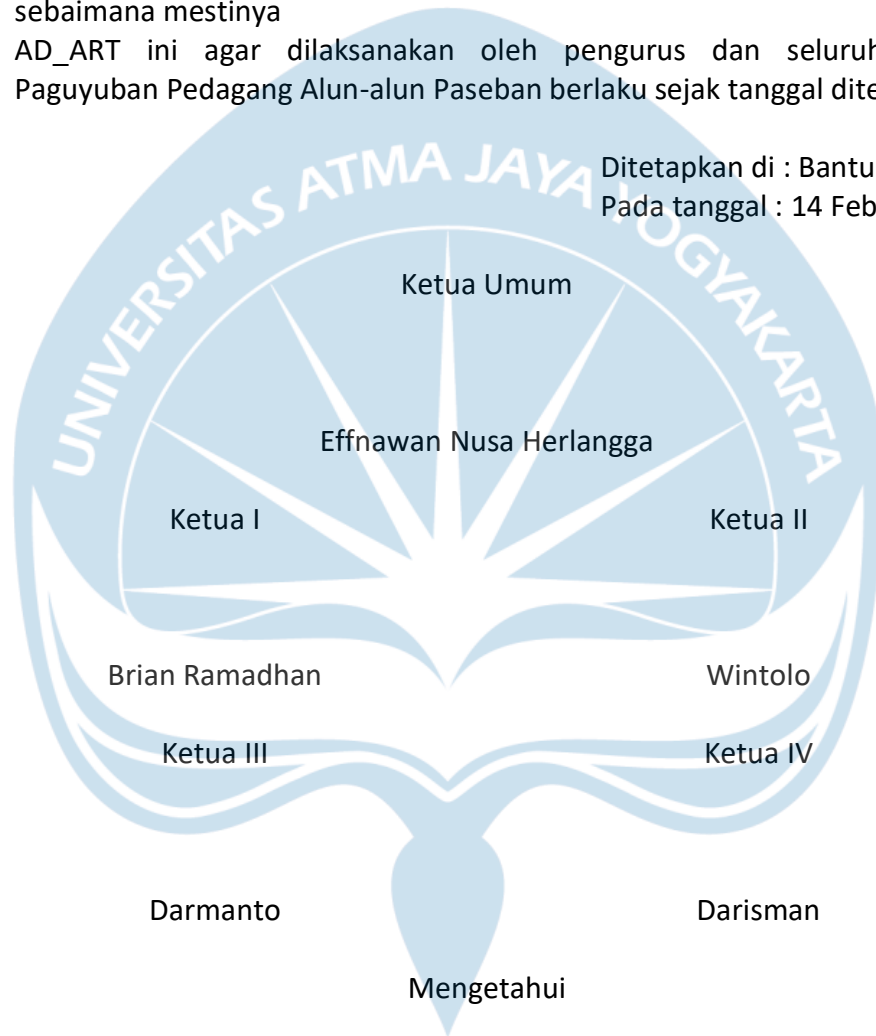 sebaimana mestinya
AD_ART ini agar dilaksanakan oleh pengurus dan seluruh
Paguyuban Pedagang Alun-alun Paseban berlaku sejak tanggal dite
Ditetapkan di : Bantu
Pada tanggal : 14 Feb
UNIVERSITAS ATMA JAYA YOGYAKARTA
Ketua Umum
Effnawan Nusa Herlangga
Ketua I Ketua II
Brian Ramadhan Wintolo
Ketua III Ketua IV
Darmanto Darisman
Mengetahui